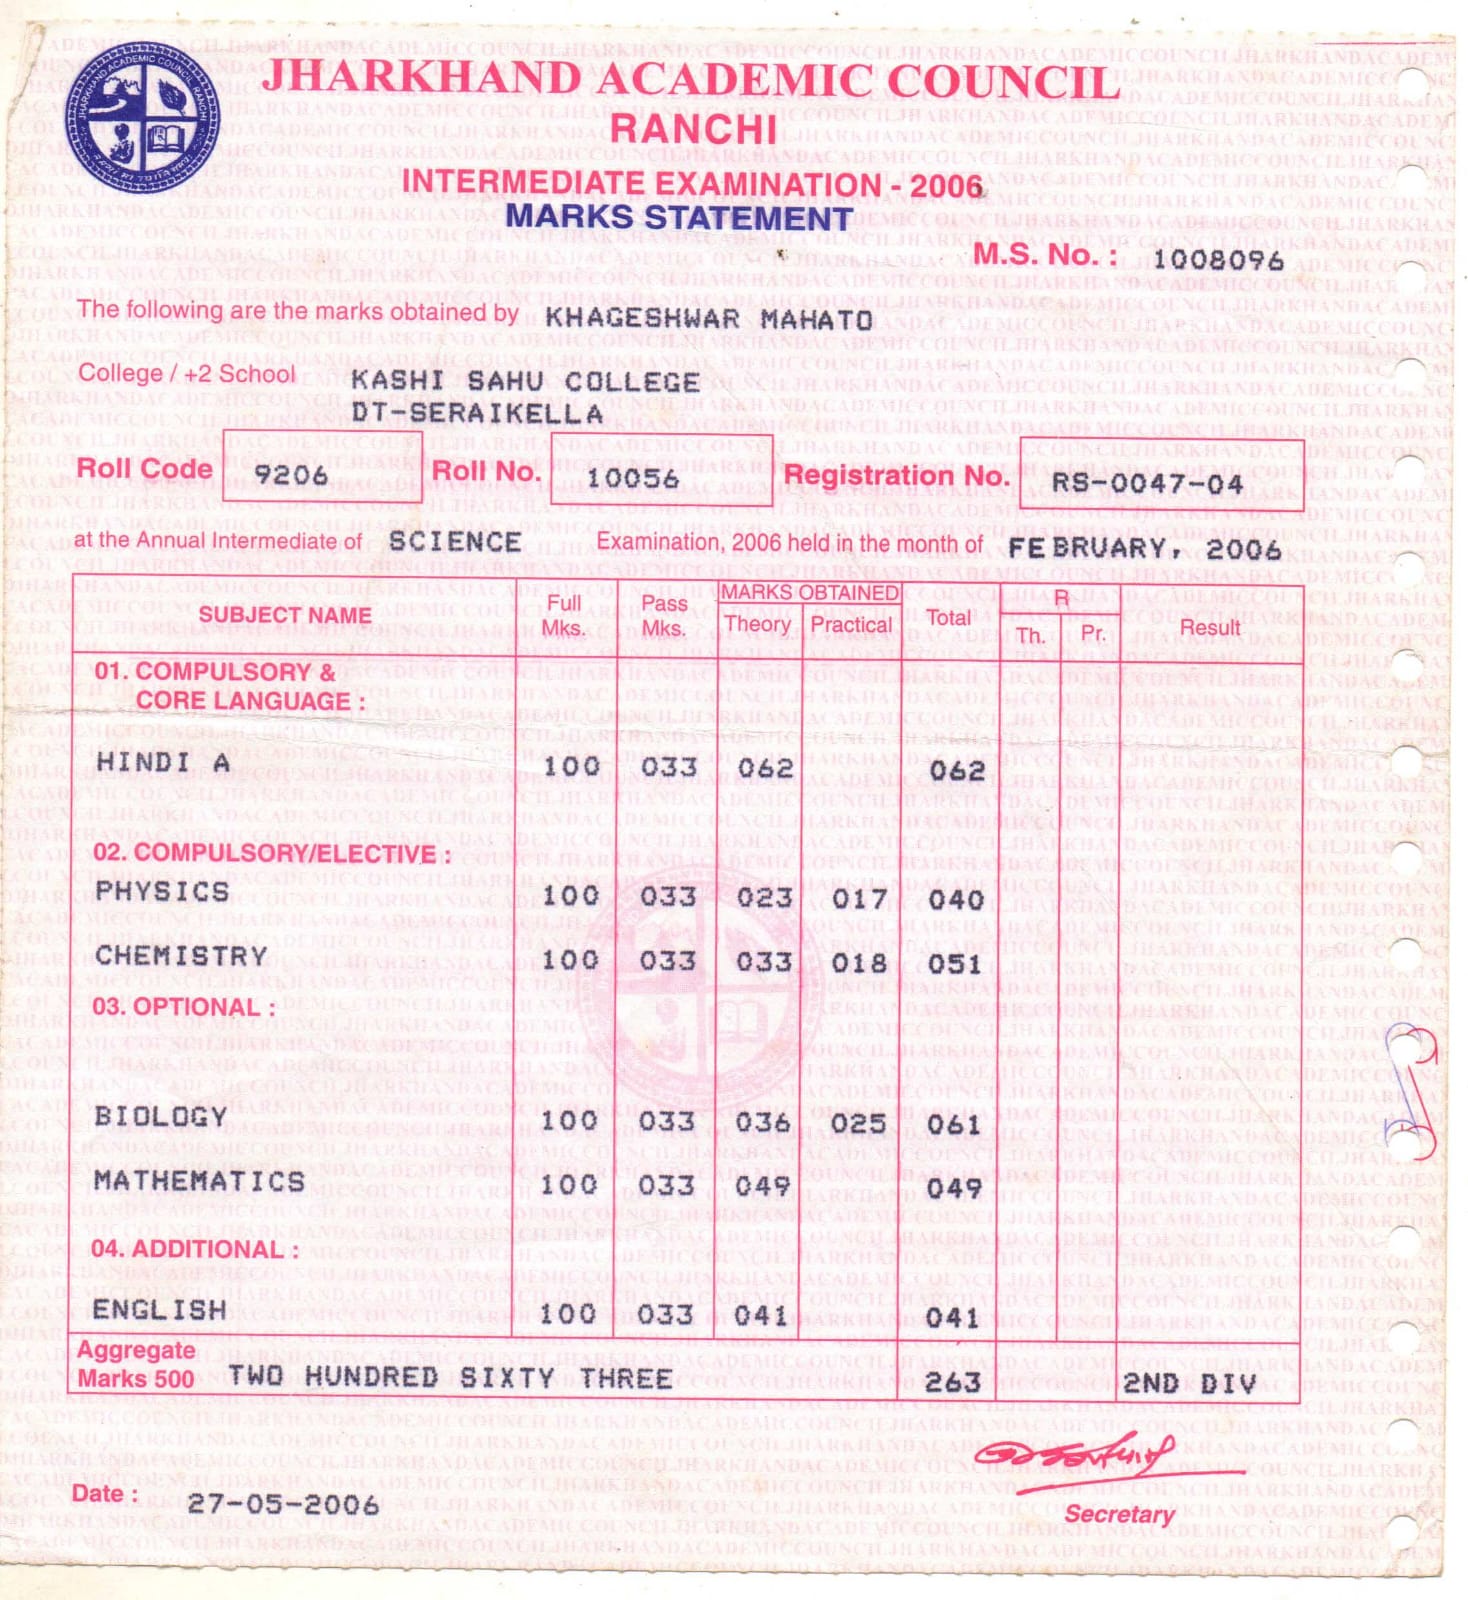 JHARKHAND ACADEMIC COUNCIL
RANCHI
INTERMEDIATE EXAMINATION - 2006
MARKS STATEMENT
M.S. No. : 1008096
The following are the marks obtained by KHAGESHWAR MAHATO
College / +2 School KASHI SAHU COLLEGE
DT-SERAIKELLA
Roll Code 9206 Roll No. 10056 Registration No. RS-0047-04
at the Annual Intermediate of SCIENCE Examination, 2006 held in the month of FEBRUARY, 2006
SUBJECT NAME Full Mks. Pass Mks. MARKS OBTAINED Theory Practical Total R Th. Pr. Result
01. COMPULSORY &
CORE LANGUAGE :
HINDI A 100 033 062 062
02. COMPULSORY/ELECTIVE :
PHYSICS 100 033 023 017 040
CHEMISTRY 100 033 033 018 051
03. OPTIONAL :
BIOLOGY 100 033 036 025 061
MATHEMATICS 100 033 049 049
04. ADDITIONAL :
ENGLISH 100 033 041 041
Aggregate
Marks 500 TWO HUNDRED SIXTY THREE 263 2ND DIV
Date : 27-05-2006
Secretary